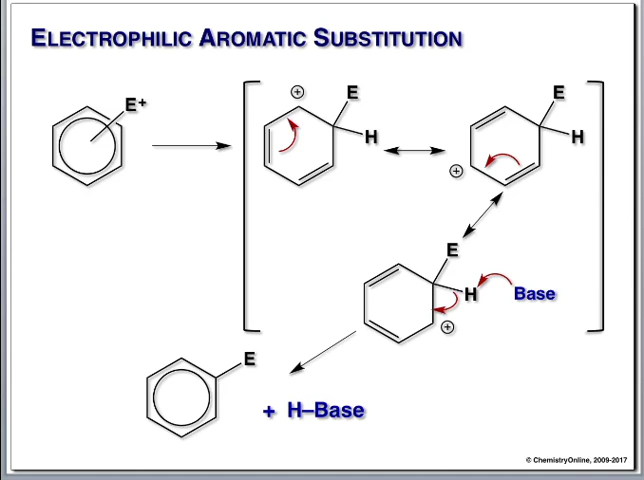 ELECTROPHILIC AROMATIC SUBSTITUTION
E+
+
E
H
E
H
+
E
H
Base
+
E
+ H–Base
© ChemistryOnline, 2009-2017